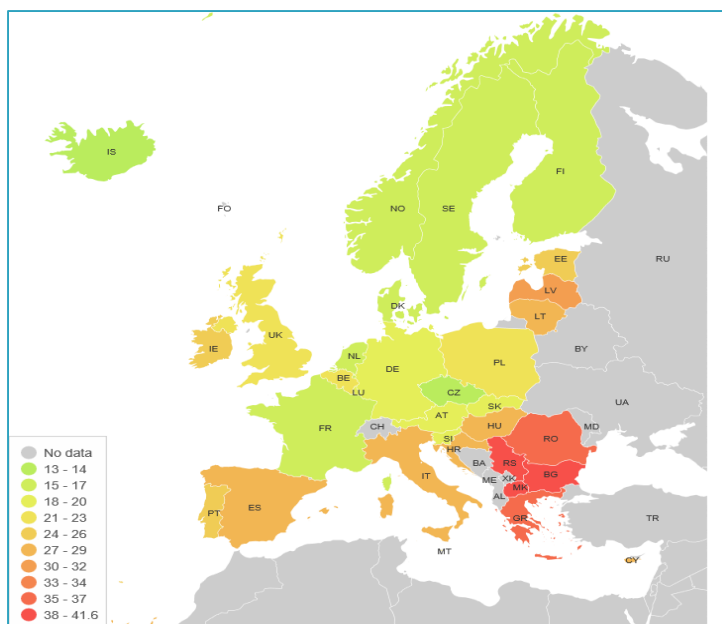 IS
FI
FO
NO
SE
EE
RU
LV
DK
LT
IE
UK
BY
NL
PL
BE
DE
LU
CZ
UA
SK
AT
FR
CH
HU
MD
SI
RO
HR
BA
RS
IT
ME
XK
BG
MK
AL
PT
ES
GR
TR
MT
CY
No data
13 - 14
15 - 17
18 - 20
21 - 23
24 - 26
27 - 29
30 - 32
33 - 34
35 - 37
38 - 41.6